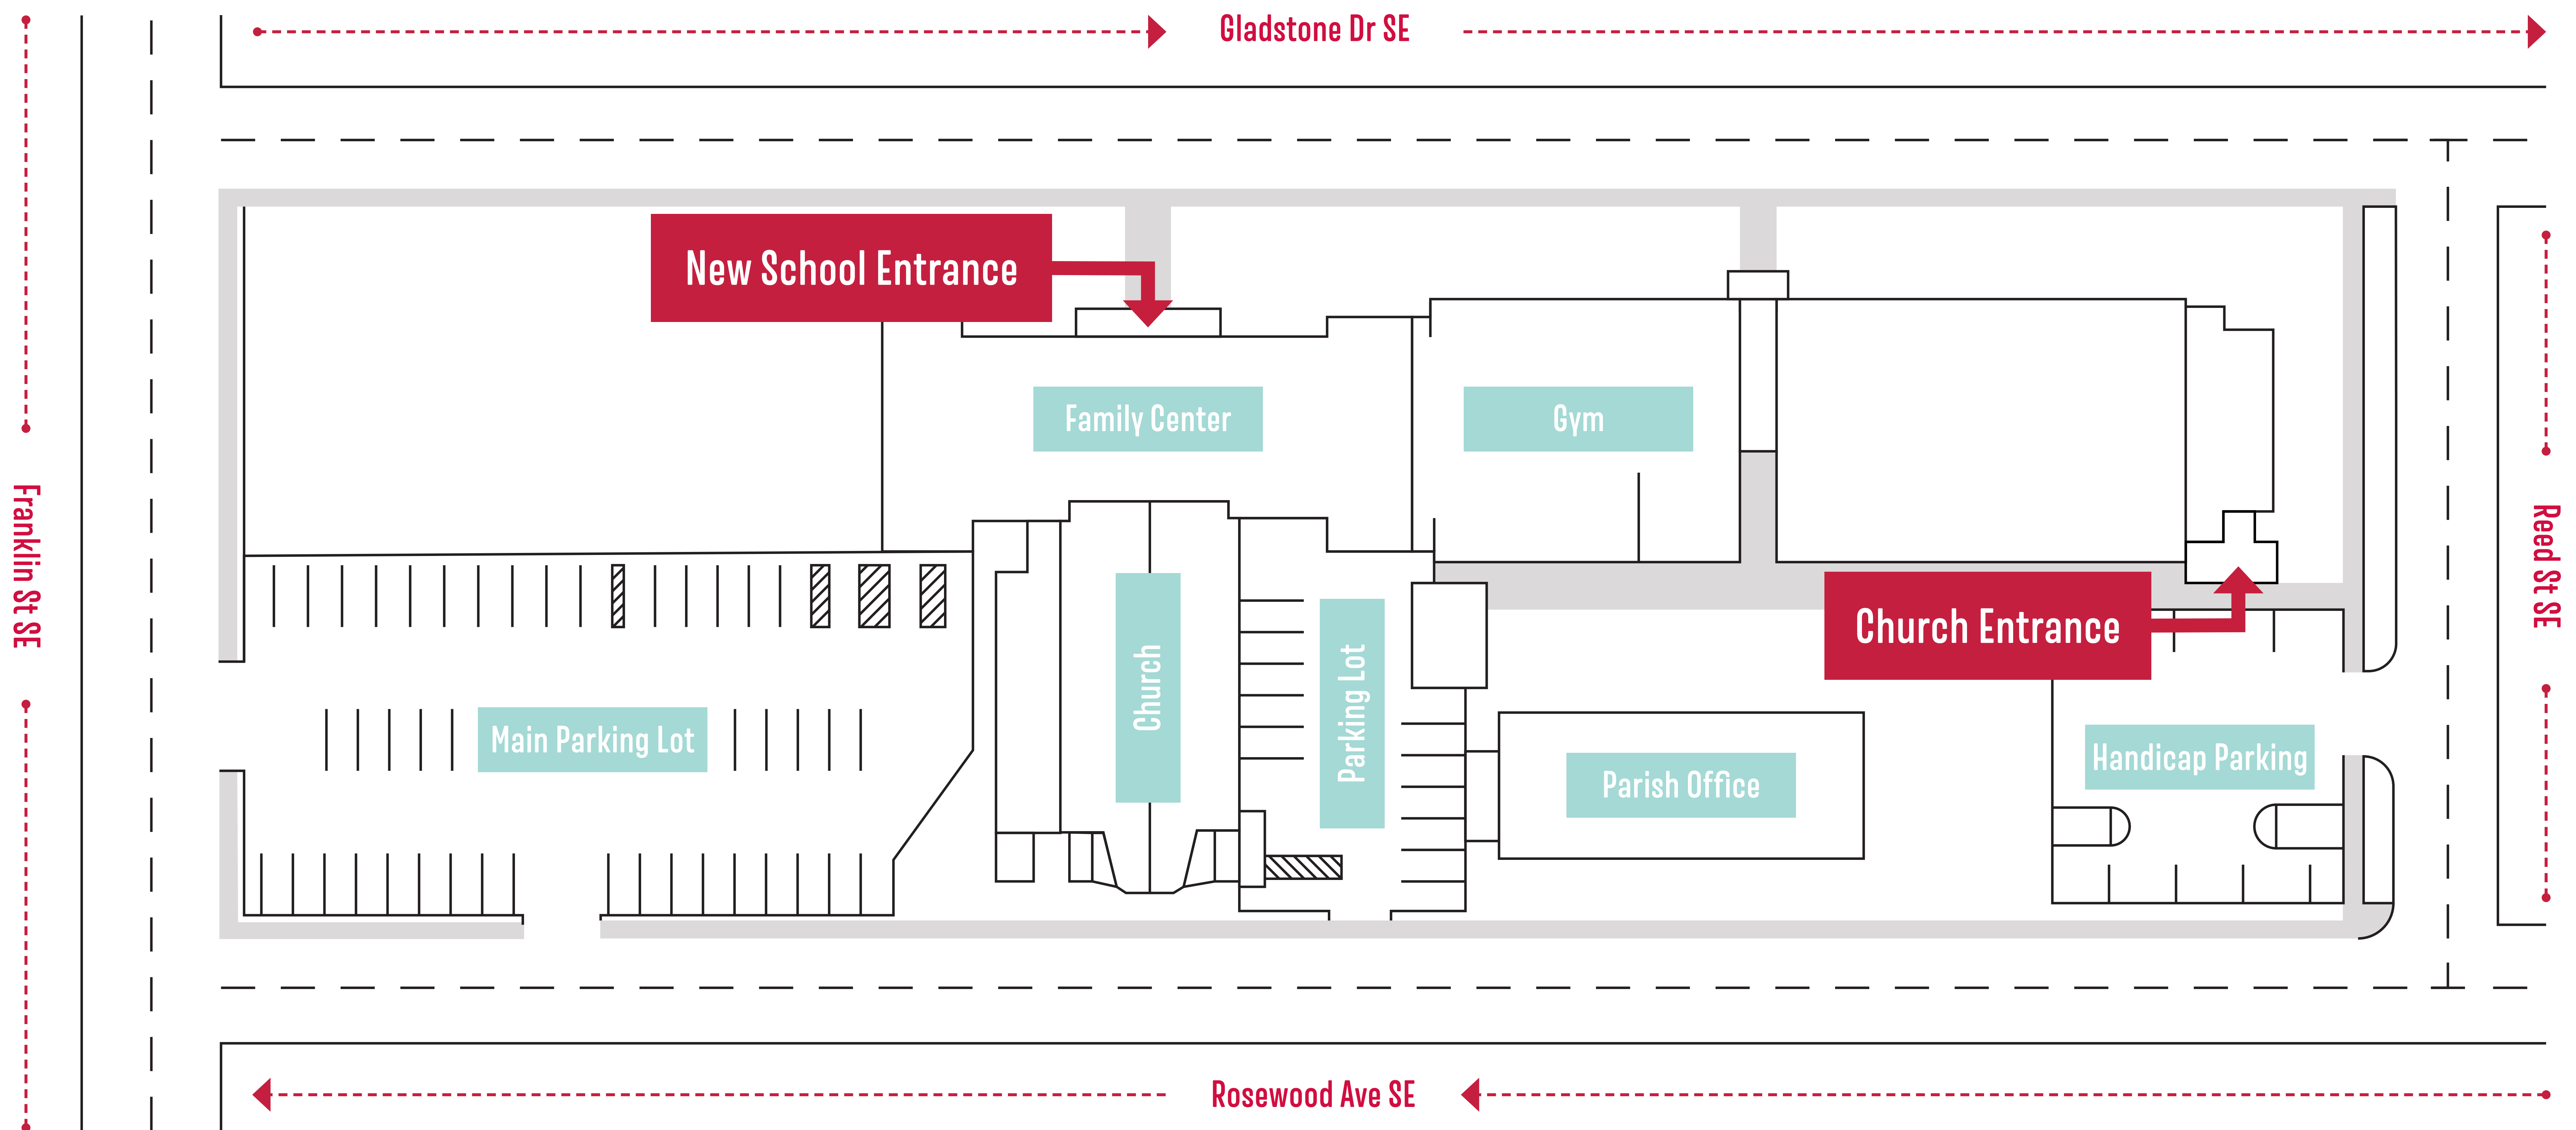 Gladstone Dr SE
New School Entrance
Family Center
Gym
Franklin St SE
Reed St SE
Church Entrance
Church
Parking Lot
Main Parking Lot
Parish Office
Handicap Parking
Rosewood Ave SE